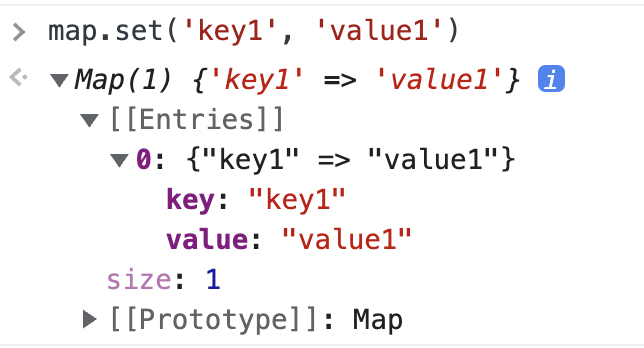 > map.set('key1', 'value1')
Map(1) {'key1' => 'value1'} i
[[Entries]]
0: {"key1" => "value1"}
key: "key1"
value: "value1"
size: 1
[[Prototype]]: Map